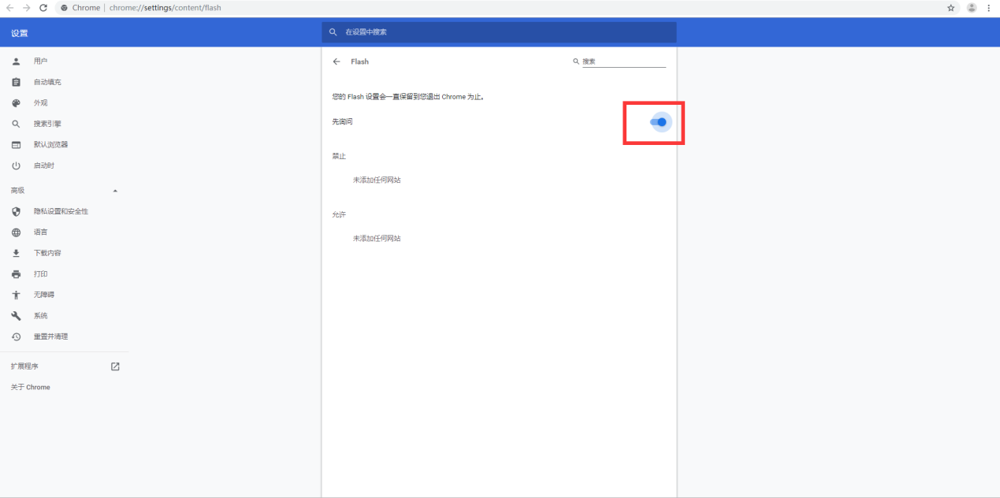 Chrome | chrome://settings/content/flash
设置
在设置中搜索
用户
自动填充
外观
搜索引擎
默认浏览器
启动时
高级
隐私设置和安全性
语言
下载内容
打印
无障碍
系统
重置并清理
扩展程序
关于 Chrome
Flash
搜索
您的 Flash 设置会一直保留到您退出 Chrome 为止。
先询问
禁止
未添加任何网站
允许
未添加任何网站